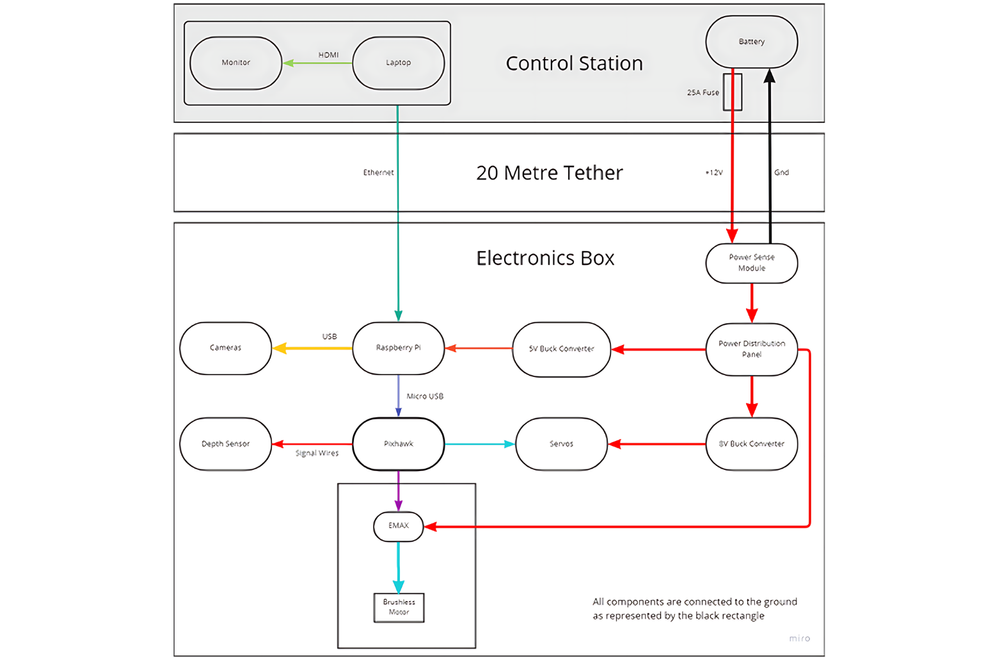 Monitor
HDMI
Laptop
Control Station
Battery
25A Fuse
Ethernet
20 Metre Tether
+12V
Gnd
Electronics Box
Power Sense
Module
Cameras
USB
Raspberry Pi
5V Buck Converter
Power Distribution
Panel
Micro USB
Depth Sensor
Signal Wires
Pixhawk
Servos
8V Buck Converter
EMAX
Brushless
Motor
All components are connected to the ground
as represented by the black rectangle
miro